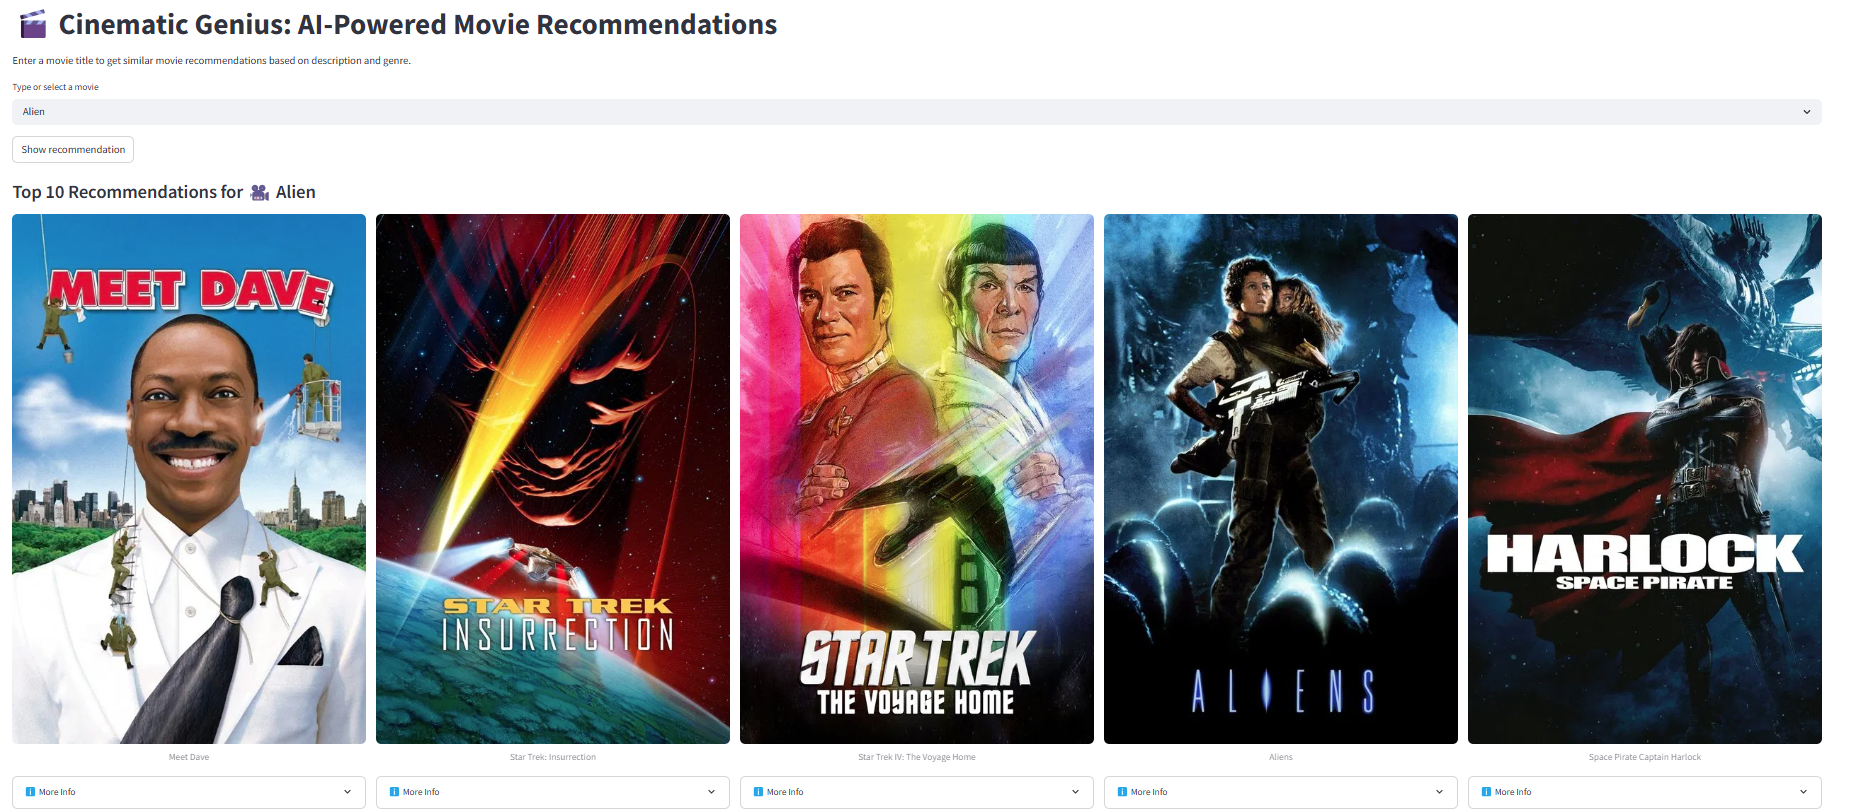 Cinematic Genius: AI-Powered Movie Recommendations
Enter a movie title to get similar movie recommendations based on description and genre.
Type or select a movie
Alien
Show recommendation
Top 10 Recommendations for Alien
MEET DAVE
STAR TREK
INSURRECTION
STAR TREK
THE VOYAGE HOME
ALIENS
HARLOCK
SPACE PIRATE
Meet Dave
Star Trek: Insurrection
Star Trek IV: The Voyage Home
Aliens
Space Pirate Captain Harlock
More Info
More Info
More Info
More Info
More Info